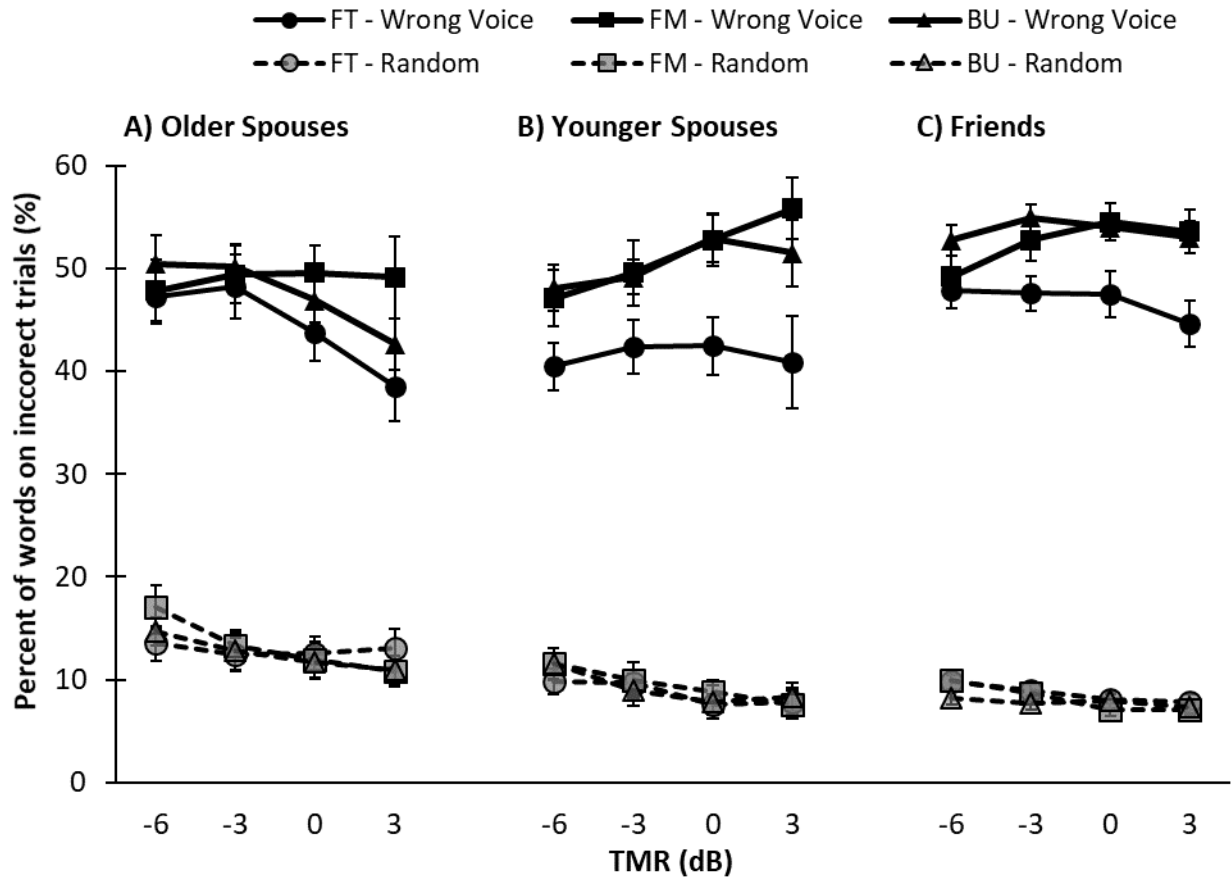 FT - Wrong Voice FM - Wrong Voice BU - Wrong Voice
FT - Random FM - Random BU - Random
A) Older Spouses B) Younger Spouses C) Friends
Percent of words on inccorect trials (%)
60
50
40
30
20
10
0
-6 -3 0 3 -6 -3 0 3 -6 -3 0 3
TMR (dB)